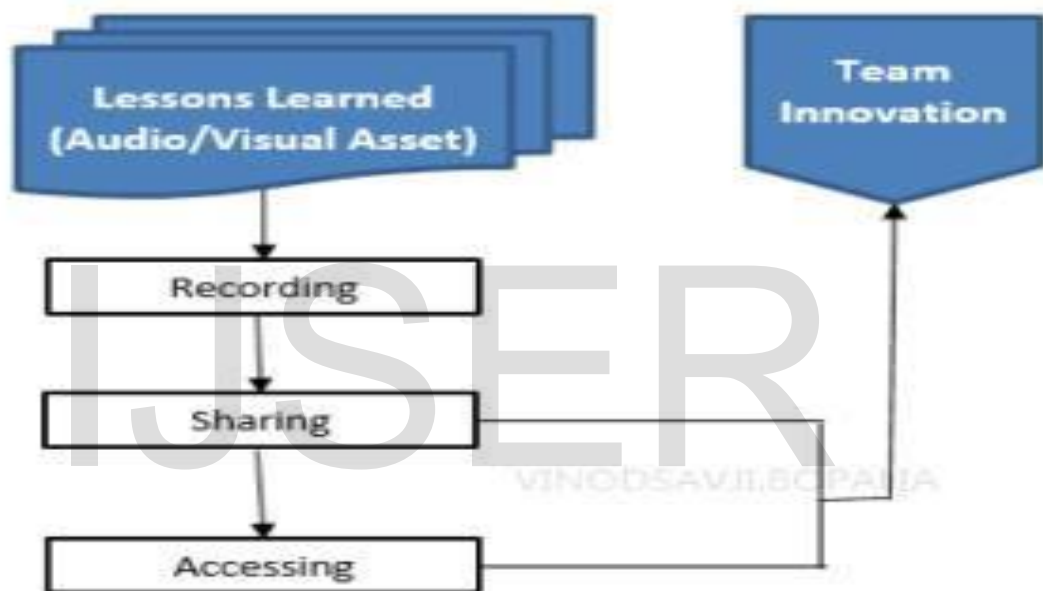 Lessons Learned
(Audio/Visual Asset)
Team
Innovation
Recording
Sharing
Accessing
IJSER